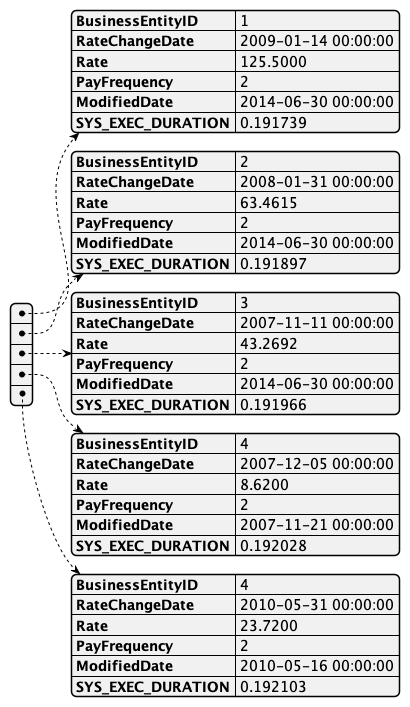 BusinessEntityID 1
RateChangeDate 2009-01-14 00:00:00
Rate 125.5000
PayFrequency 2
ModifiedDate 2014-06-30 00:00:00
SYS_EXEC_DURATION 0.191739
BusinessEntityID 2
RateChangeDate 2008-01-31 00:00:00
Rate 63.4615
PayFrequency 2
ModifiedDate 2014-06-30 00:00:00
SYS_EXEC_DURATION 0.191897
BusinessEntityID 3
RateChangeDate 2007-11-11 00:00:00
Rate 43.2692
PayFrequency 2
ModifiedDate 2014-06-30 00:00:00
SYS_EXEC_DURATION 0.191966
BusinessEntityID 4
RateChangeDate 2007-12-05 00:00:00
Rate 8.6200
PayFrequency 2
ModifiedDate 2007-11-21 00:00:00
SYS_EXEC_DURATION 0.192028
BusinessEntityID 4
RateChangeDate 2010-05-31 00:00:00
Rate 23.7200
PayFrequency 2
ModifiedDate 2010-05-16 00:00:00
SYS_EXEC_DURATION 0.192103